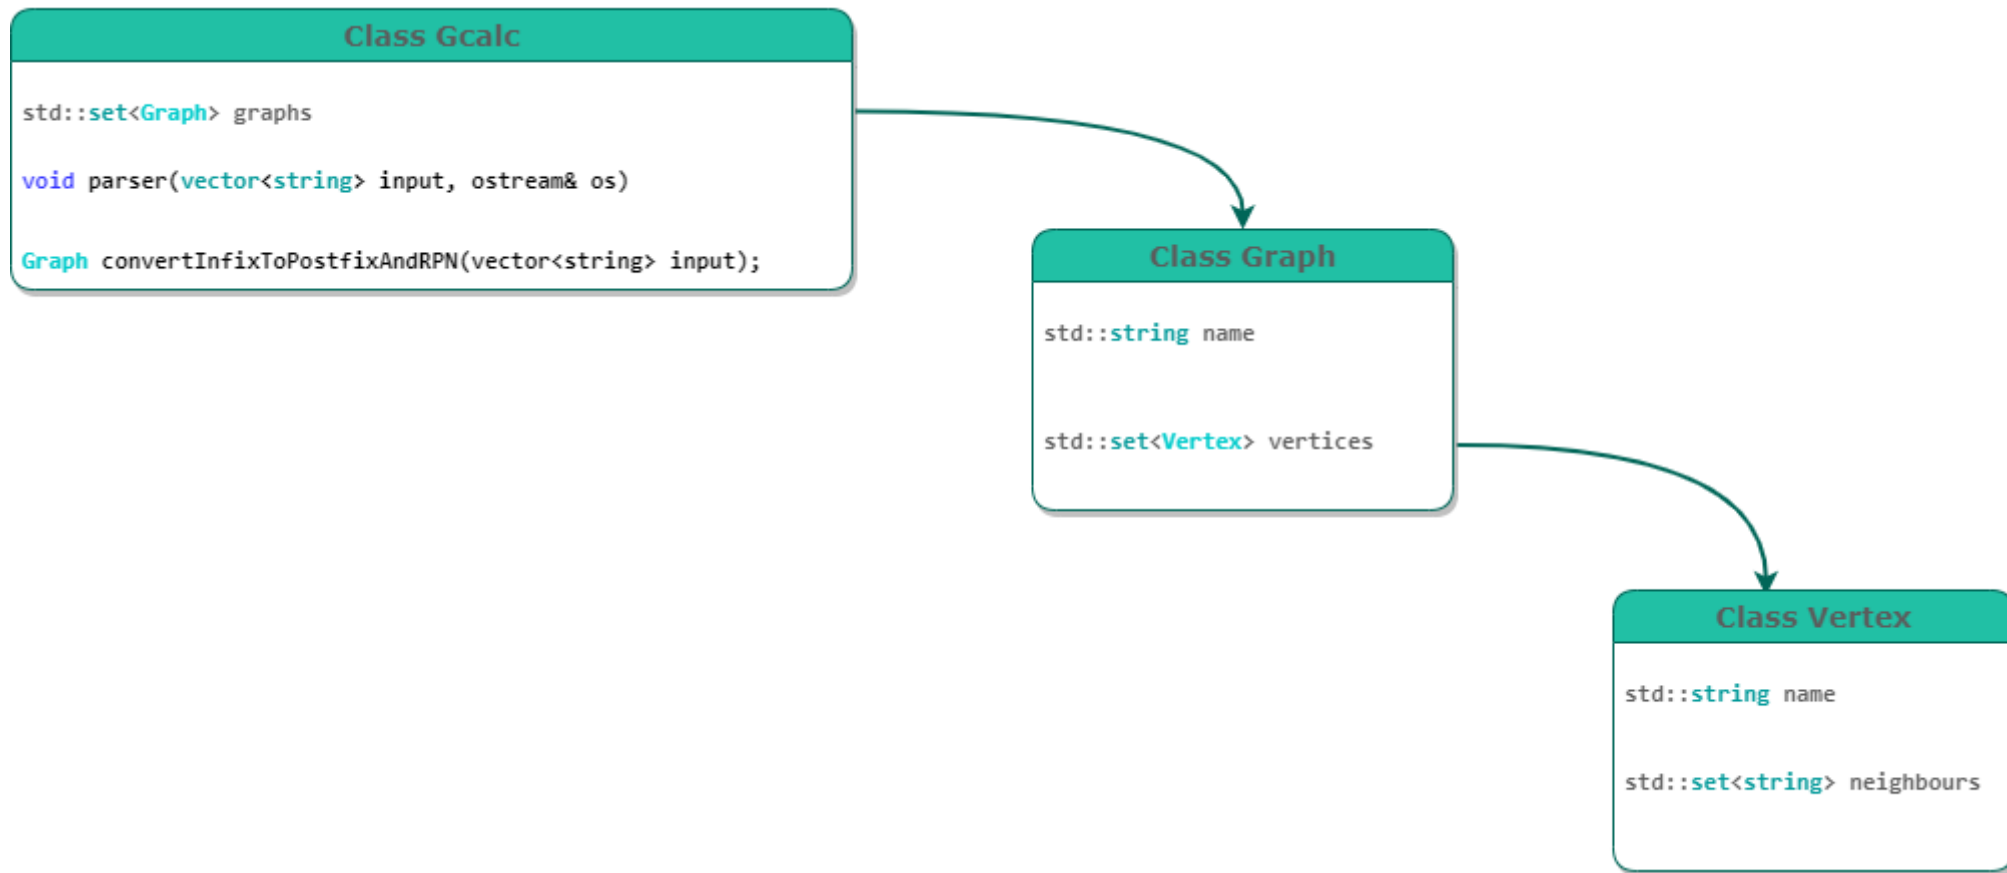 Class Gcalc
std::set<Graph> graphs
void parser(vector<string> input, ostream& os)
Graph convertInfixToPostfixAndRPN(vector<string> input);
Class Graph
std::string name
std::set<Vertex> vertices
Class Vertex
std::string name
std::set<string> neighbours